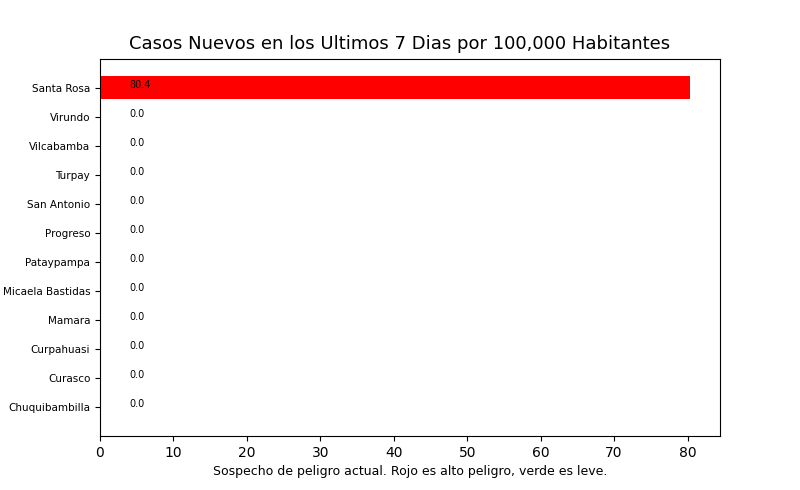 Casos Nuevos en los Ultimos 7 Dias por 100,000 Habitantes
Santa Rosa 80.4
Virundo 0.0
Vilcabamba 0.0
Turpay 0.0
San Antonio 0.0
Progreso 0.0
Pataypampa 0.0
Micaela Bastidas 0.0
Mamara 0.0
Curpahuasi 0.0
Curasco 0.0
Chuquibambilla 0.0
0 10 20 30 40 50 60 70 80
Sospecho de peligro actual. Rojo es alto peligro, verde es leve.